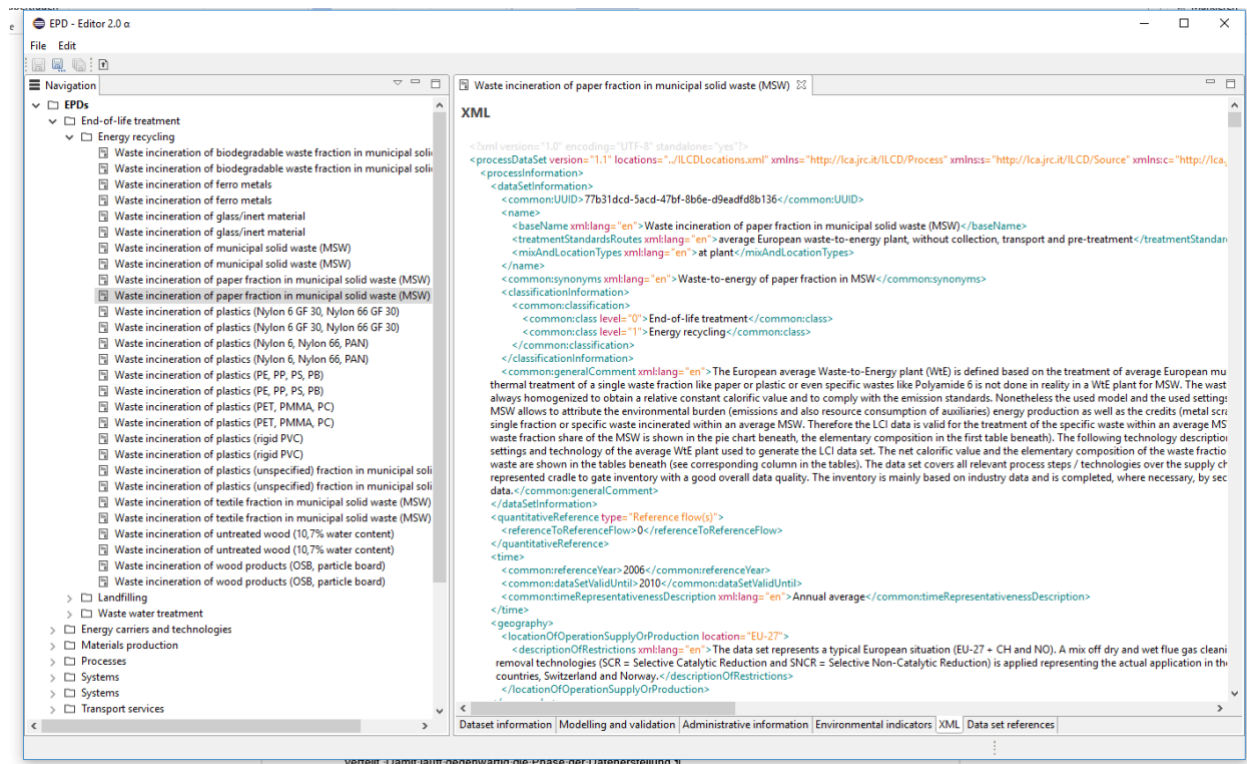 EPD - Editor 2.0 α
File Edit
Navigation
EPDs
End-of-life treatment
Energy recycling
Waste incineration of biodegradable waste fraction in municipal soli
Waste incineration of biodegradable waste fraction in municipal soli
Waste incineration of ferro metals
Waste incineration of ferro metals
Waste incineration of glass/inert material
Waste incineration of glass/inert material
Waste incineration of municipal solid waste (MSW)
Waste incineration of municipal solid waste (MSW)
Waste incineration of paper fraction in municipal solid waste (MSW)
Waste incineration of paper fraction in municipal solid waste (MSW)
Waste incineration of plastics (Nylon 6 GF 30, Nylon 66 GF 30)
Waste incineration of plastics (Nylon 6 GF 30, Nylon 66 GF 30)
Waste incineration of plastics (Nylon 6, Nylon 66, PAN)
Waste incineration of plastics (Nylon 6, Nylon 66, PAN)
Waste incineration of plastics (PE, PP, PS, PB)
Waste incineration of plastics (PE, PP, PS, PB)
Waste incineration of plastics (PET, PMMA, PC)
Waste incineration of plastics (PET, PMMA, PC)
Waste incineration of plastics (rigid PVC)
Waste incineration of plastics (rigid PVC)
Waste incineration of plastics (unspecified) fraction in municipal soli
Waste incineration of plastics (unspecified) fraction in municipal soli
Waste incineration of textile fraction in municipal solid waste (MSW)
Waste incineration of textile fraction in municipal solid waste (MSW)
Waste incineration of untreated wood (10,7% water content)
Waste incineration of untreated wood (10,7% water content)
Waste incineration of wood products (OSB, particle board)
Waste incineration of wood products (OSB, particle board)
Landfilling
Waste water treatment
Energy carriers and technologies
Materials production
Processes
Systems
Systems
Transport services
Waste incineration of paper fraction in municipal solid waste (MSW)
XML
<?xml version="1.0" encoding="UTF-8" standalone="yes"?>
<processDataSet version="1.1" locations="../ILCDLocations.xml" xmlns="http://lca.jrc.it/ILCD/Process" xmlns:s="http://lca.jrc.it/ILCD/Source" xmlns:c="http://lca.
<processInformation>
<dataSetInformation>
<common:UUID>77b31dcd-5acd-47bf-8b6e-d9eadfd8b136</common:UUID>
<name>
<baseName xml:lang="en">Waste incineration of paper fraction in municipal solid waste (MSW)</baseName>
<treatmentStandardsRoutes xml:lang="en">average European waste-to-energy plant, without collection, transport and pre-treatment</treatmentStandar
<mixAndLocationTypes xml:lang="en">at plant</mixAndLocationTypes>
</name>
<common:synonyms xml:lang="en">Waste-to-energy of paper fraction in MSW</common:synonyms>
<classificationInformation>
<common:classification>
<common:class level="0">End-of-life treatment</common:class>
<common:class level="1">Energy recycling</common:class>
</common:classification>
</classificationInformation>
<common:generalComment xml:lang="en">The European average Waste-to-Energy plant (WtE) is defined based on the treatment of average European mu
thermal treatment of a single waste fraction like paper or plastic or even specific wastes like Polyamide 6 is not done in reality in a WtE plant for MSW. The wast
always homogenized to obtain a relative constant calorific value and to comply with the emission standards. Nonetheless the used model and the used settings
MSW allows to attribute the environmental burden (emissions and also resource consumption of auxiliaries) energy production as well as the credits (metal scra
single fraction or specific waste incinerated within an average MSW. Therefore the LCI data is valid for the treatment of the specific waste within an average MS
waste fraction share of the MSW is shown in the pie chart beneath, the elementary composition in the first table beneath). The following technology description
settings and technology of the average WtE plant used to generate the LCI data set. The net calorific value and the elementary composition of the waste fractio
waste are shown in the tables beneath (see corresponding column in the tables). The data set covers all relevant process steps / technologies over the supply ch
represented cradle to gate inventory with a good overall data quality. The inventory is mainly based on industry data and is completed, where necessary, by sec
data.</common:generalComment>
</dataSetInformation>
<quantitativeReference type="Reference flow(s)">
<referenceToReferenceFlow>0</referenceToReferenceFlow>
</quantitativeReference>
<time>
<common:referenceYear>2006</common:referenceYear>
<common:dataSetValidUntil>2010</common:dataSetValidUntil>
<common:timeRepresentativenessDescription xml:lang="en">Annual average</common:timeRepresentativenessDescription>
</time>
<geography>
<locationOfOperationSupplyOrProduction location="EU-27">
<descriptionOfRestrictions xml:lang="en">The data set represents a typical European situation (EU-27 + CH and NO). A mix off dry and wet flue gas cleani
removal technologies (SCR = Selective Catalytic Reduction and SNCR = Selective Non-Catalytic Reduction) is applied representing the actual application in the
countries, Switzerland and Norway.</descriptionOfRestrictions>
</locationOfOperationSupplyOrProduction>
Dataset information Modelling and validation Administrative information Environmental indicators XML Data set references